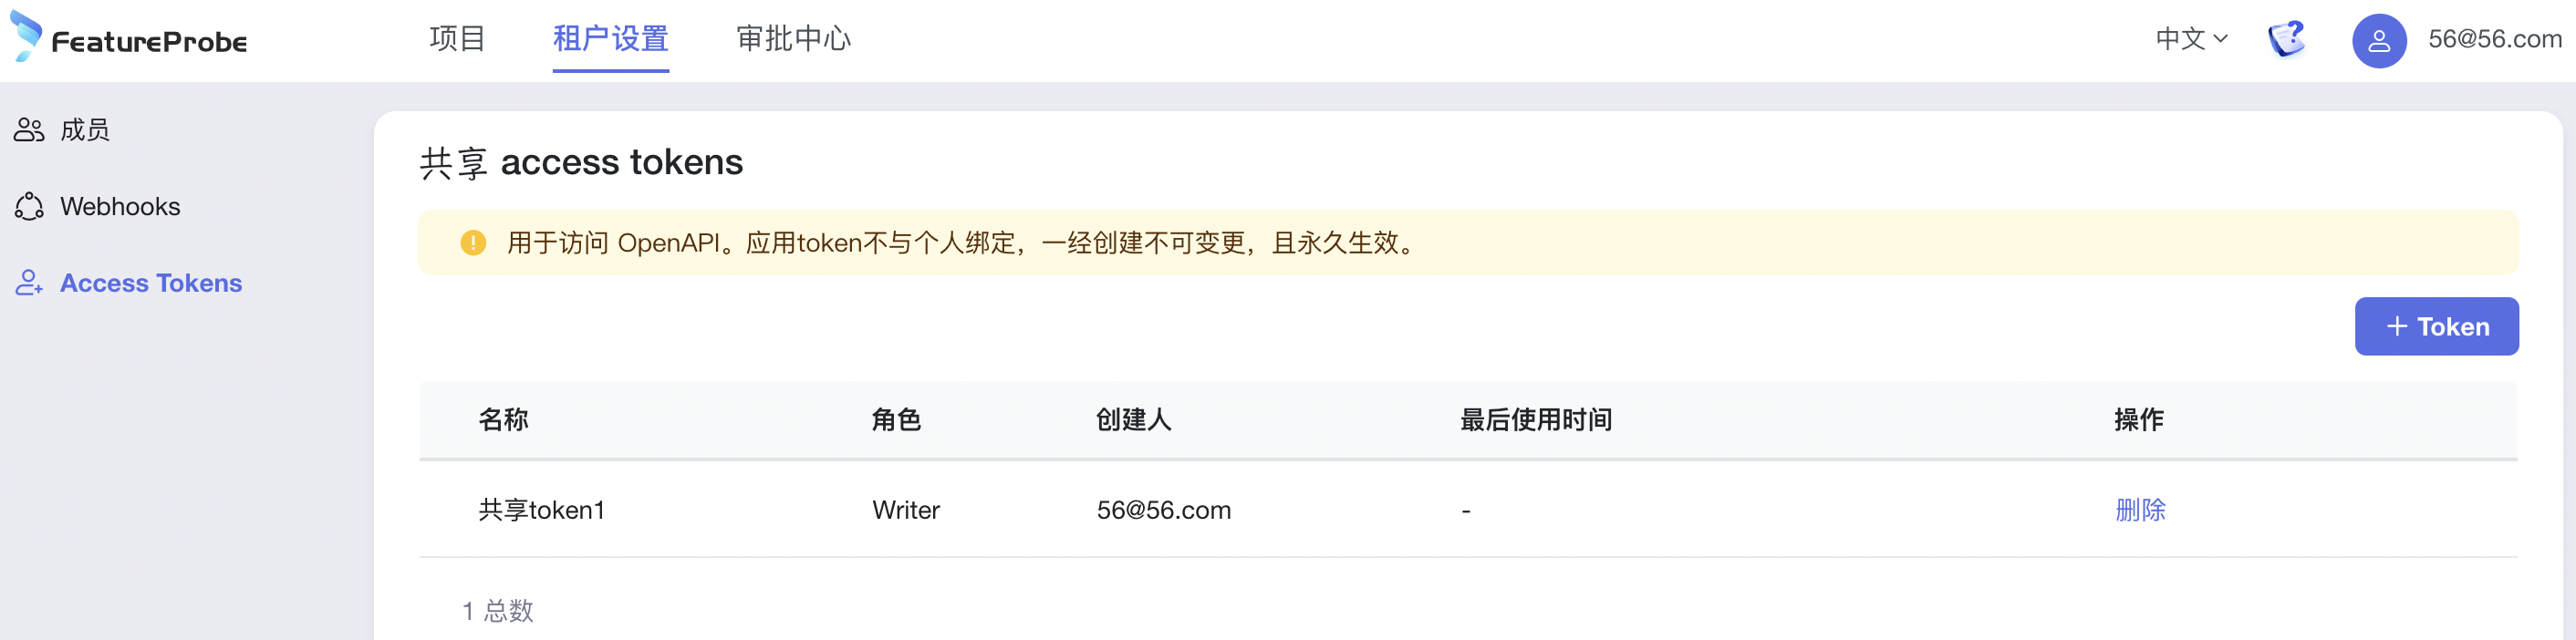 FeatureProbe 项目 租户设置 审批中心 中文 56@56.com
成员
Webhooks
Access Tokens
共享 access tokens
用于访问 OpenAPI。应用token不与个人绑定，一经创建不可变更，且永久生效。
+ Token
名称 角色 创建人 最后使用时间 操作
共享token1 Writer 56@56.com - 删除
1 总数